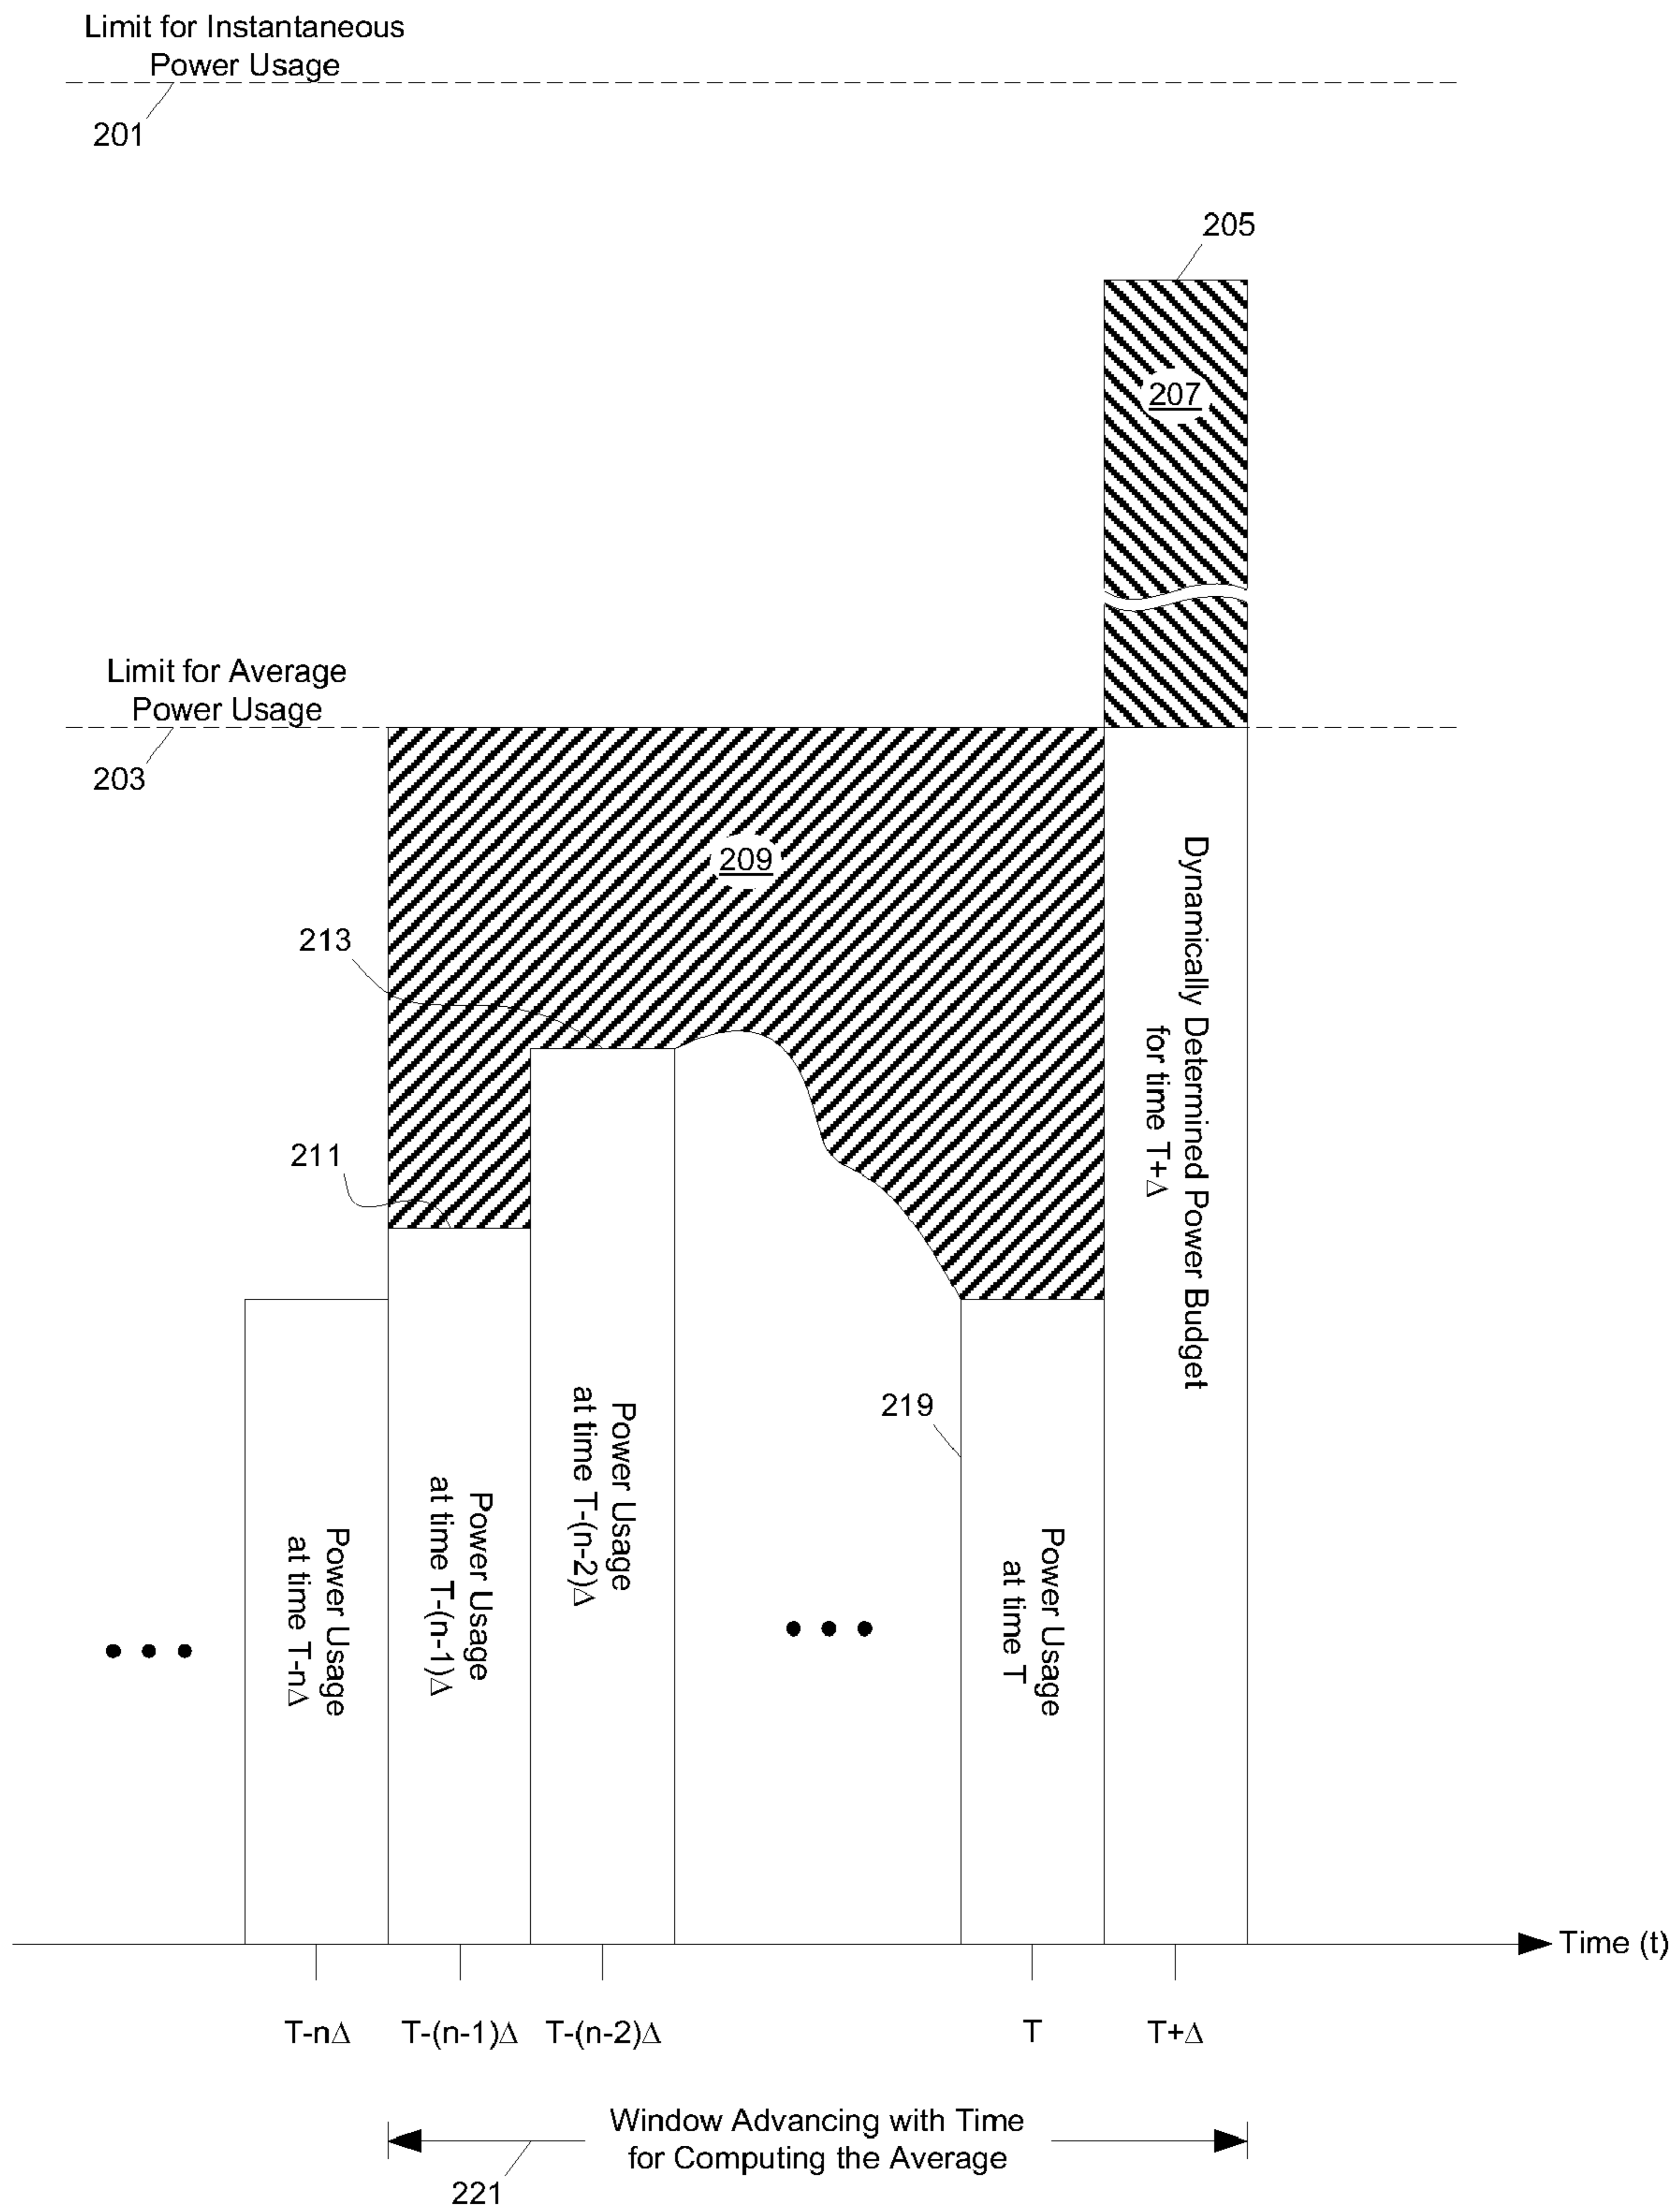 Limit for Instantaneous
Power Usage
201
205
207
Limit for Average
Power Usage
203
209
213
211
219
Dynamically Determined Power Budget
for time T+Δ
Power Usage
at time T-nΔ
Power Usage
at time T-(n-1)Δ
Power Usage
at time T-(n-2)Δ
Power Usage
at time T
Time (t)
T-nΔ
T-(n-1)Δ
T-(n-2)Δ
T
T+Δ
Window Advancing with Time
for Computing the Average
221